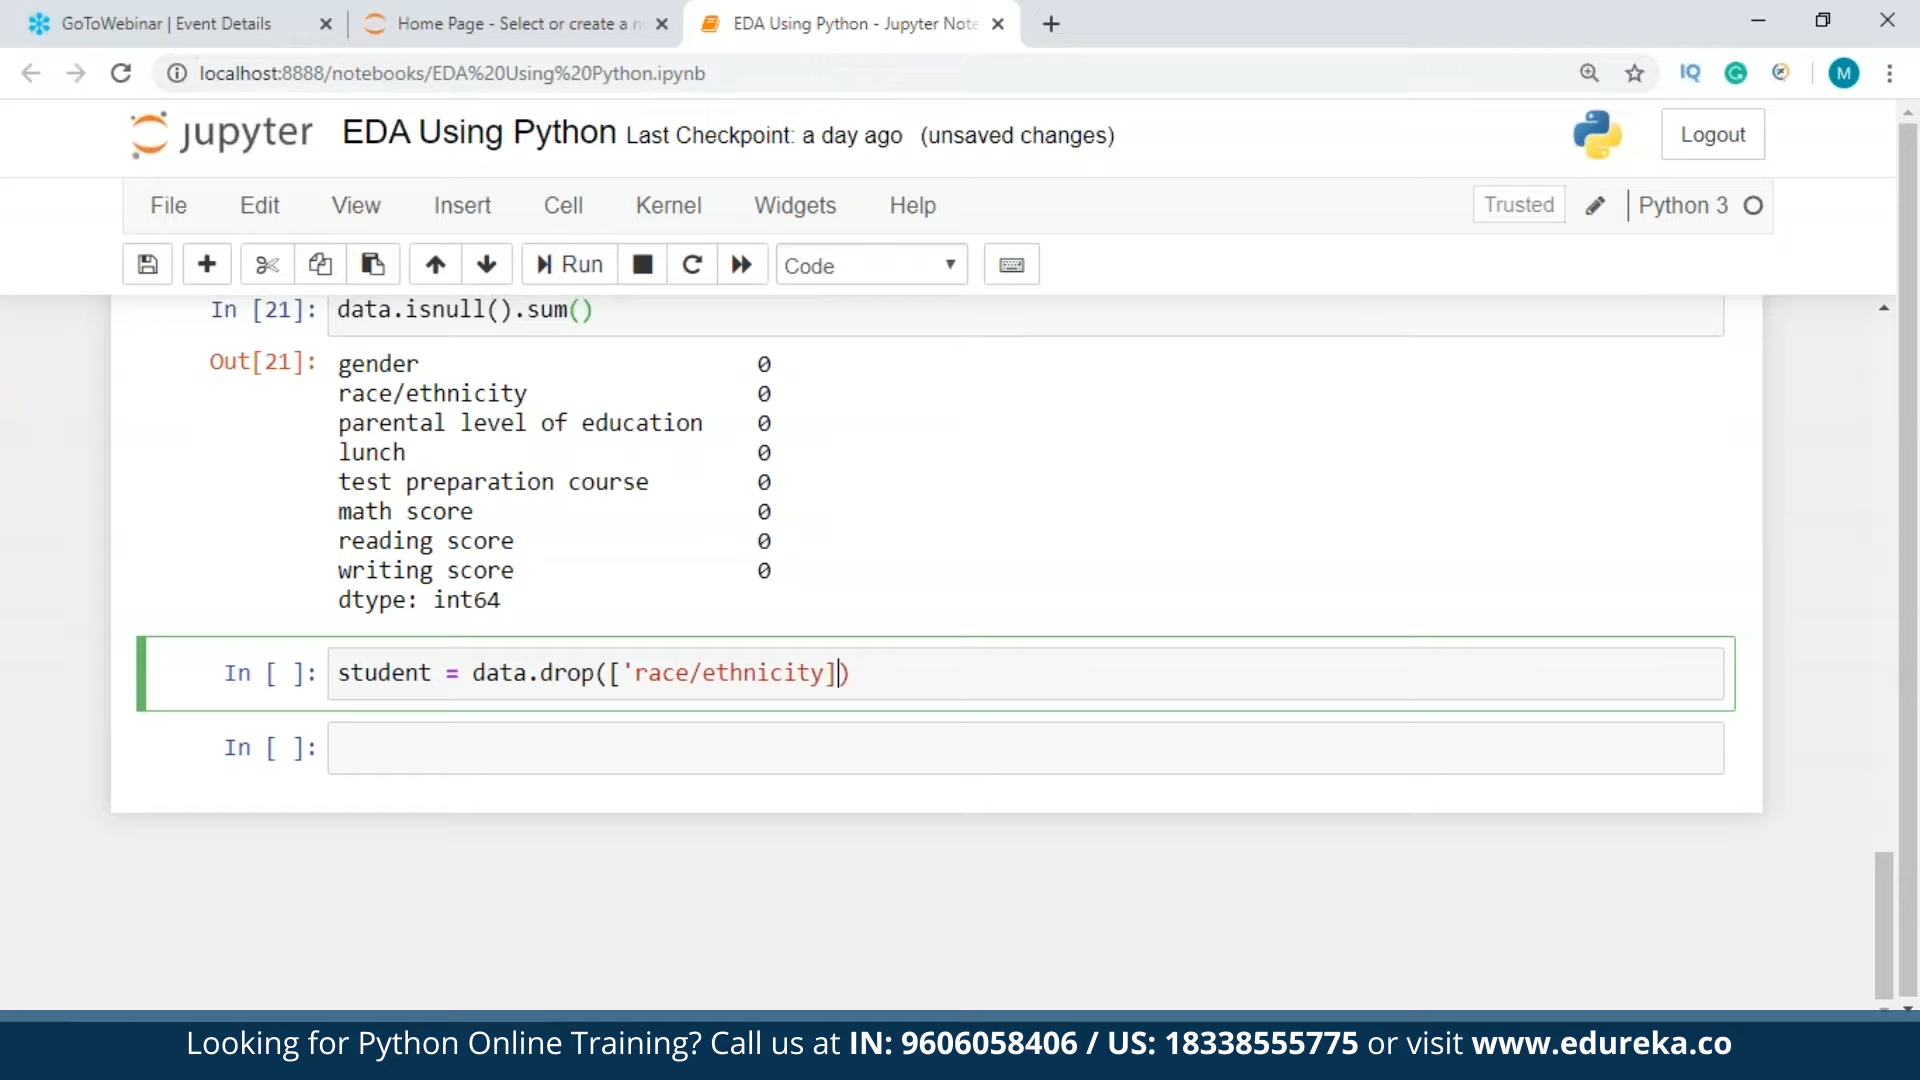 GoToWebinar | Event Details
Home Page - Select or create a n
EDA Using Python - Jupyter Note
localhost:8888/notebooks/EDA%20Using%20Python.ipynb
IQ
G
M
jupyter EDA Using Python Last Checkpoint: a day ago (unsaved changes)
Logout
File Edit View Insert Cell Kernel Widgets Help
Trusted
Python 3
Run
Code
In [21]: data.isnull().sum()
Out[21]: gender 0
race/ethnicity 0
parental level of education 0
lunch 0
test preparation course 0
math score 0
reading score 0
writing score 0
dtype: int64
In [ ]: student = data.drop(['race/ethnicity])
In [ ]:
Looking for Python Online Training? Call us at IN: 9606058406 / US: 18338555775 or visit www.edureka.co